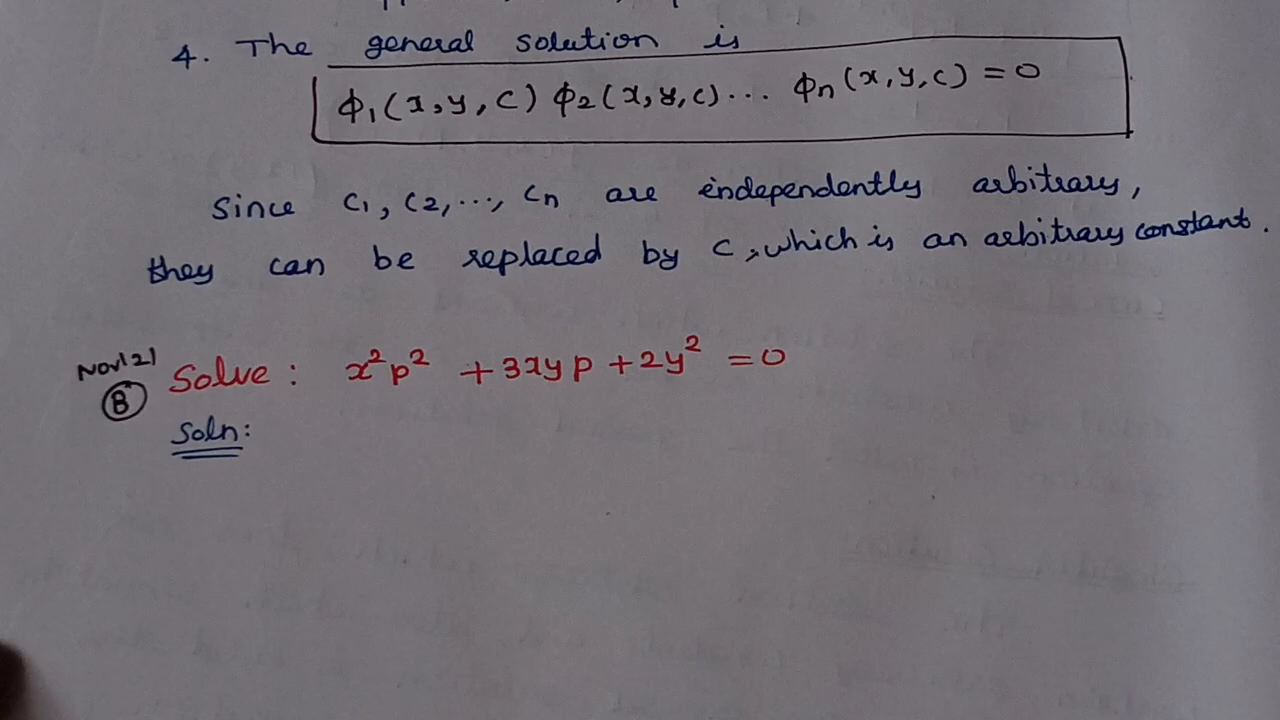 4. The general solution is
Φ₁(x,y,c) Φ₂(x,y,c)... Φn(x,y,c) = 0
Since c₁, c₂, ..., cn are independently arbitrary,
they can be replaced by c, which is an arbitrary constant.
Nov'21
Solve: x²p² + 3xyp + 2y² = 0
B
Soln: